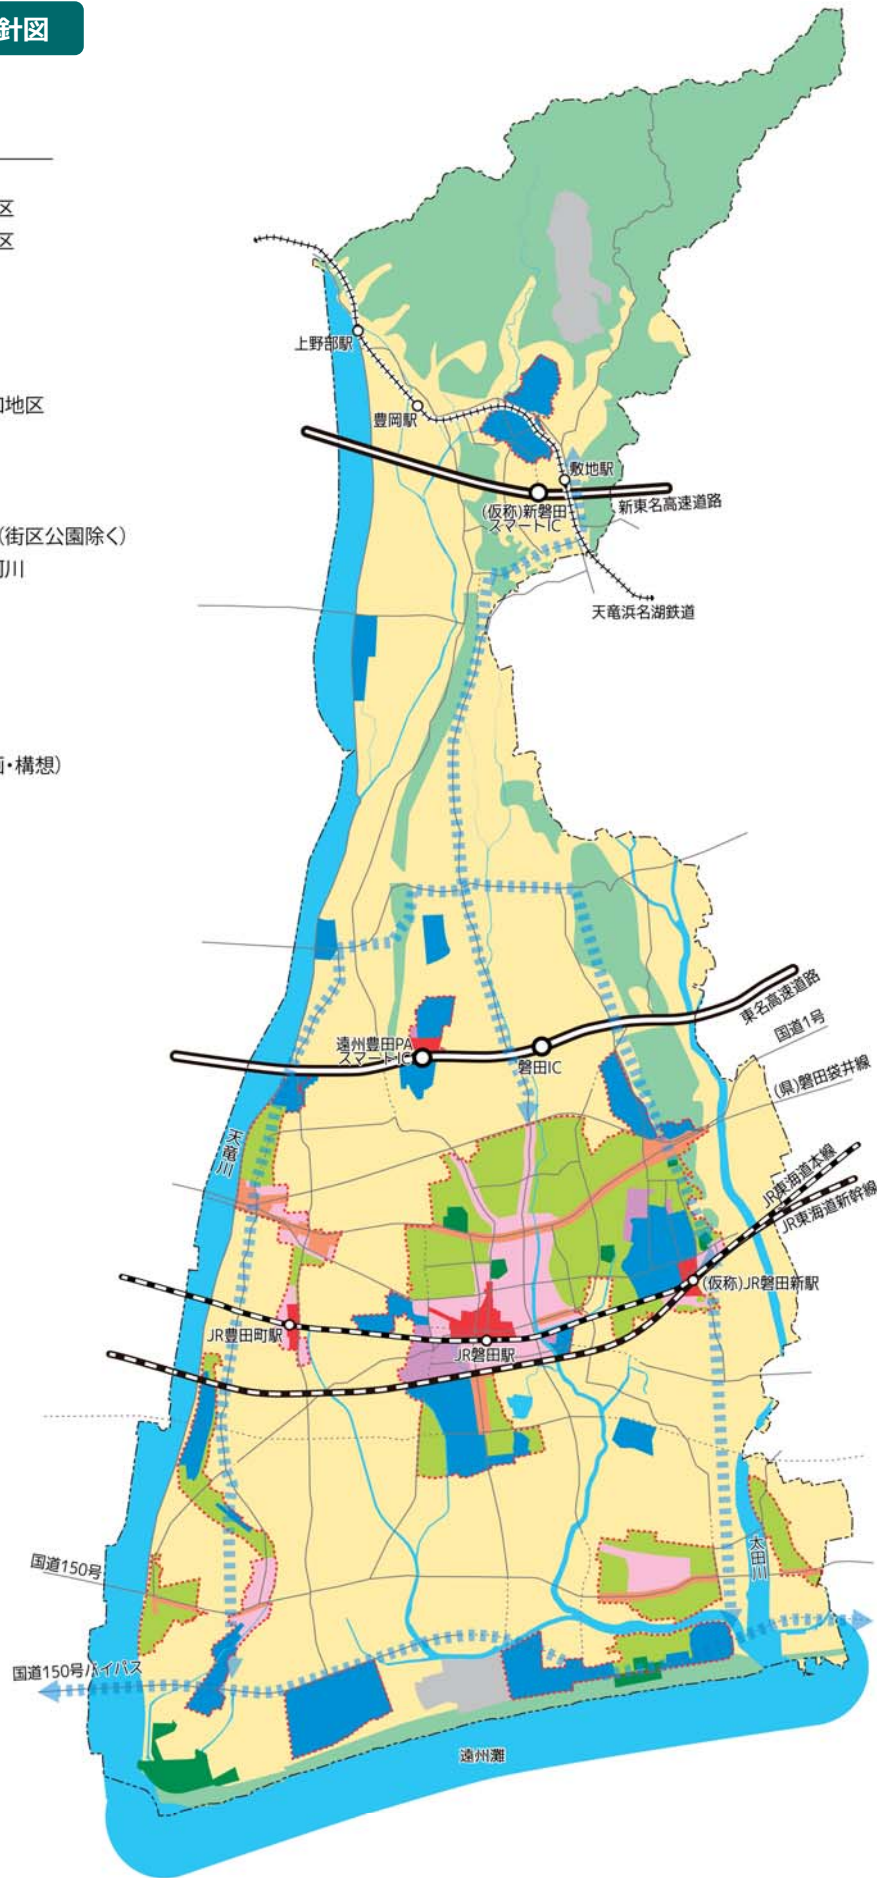 針図
区
区
地区
(街区公園除く)
川
・構想)
上野部駅
豊岡駅
敷地駅
(仮称)新磐田
スマートIC
新東名高速道路
天竜浜名湖鉄道
東名高速道路
遠州豊田PA
スマートIC
磐田IC
国道1号
(県)磐田袋井線
天竜川
JR東海道本線
JR東海道新幹線
(仮称)JR磐田新駅
JR豊田町駅
JR磐田駅
国道150号
太田川
国道150号バイパス
遠州灘